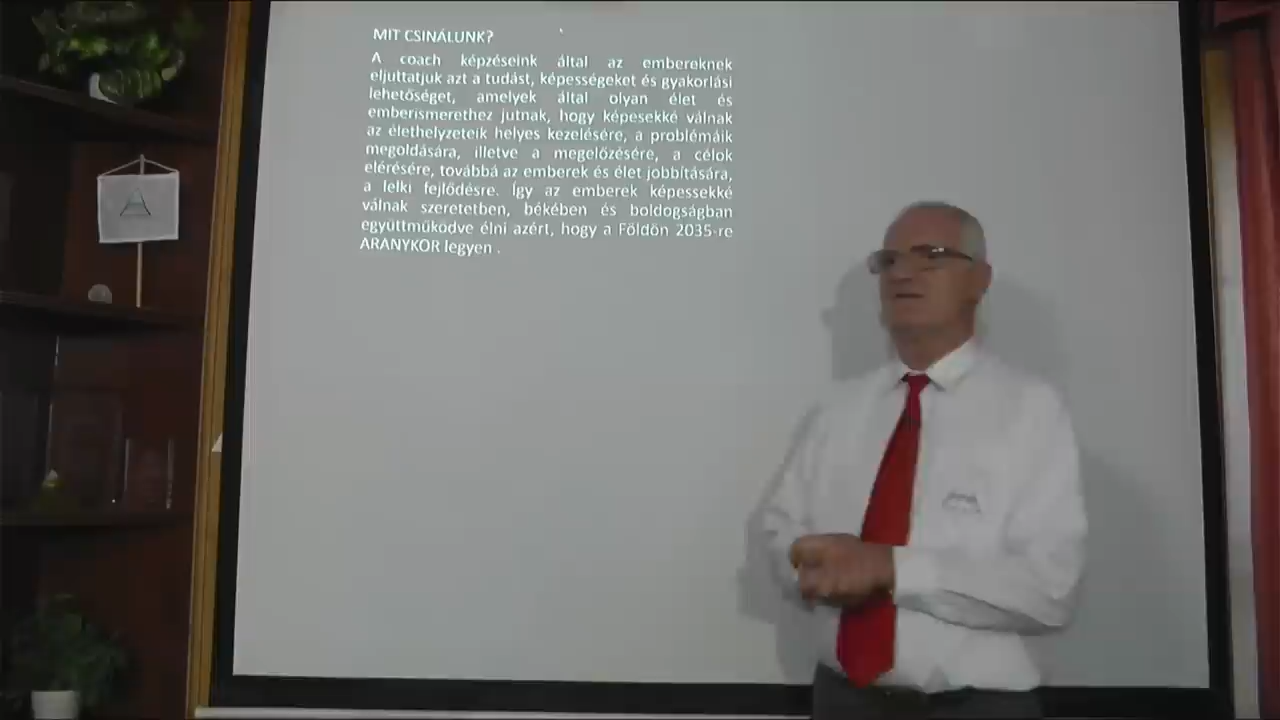 MIT CSINÁLUNK?
A coach képzéseink által az embereknek
eljuttatjuk azt a tudást, képességeket és gyakorlási
lehetőséget, amelyek által olyan élet és
emberismerethez jutnak, hogy képesekké válnak
az élethelyzeteik helyes kezelésére, a problémáik
megoldására, illetve a megelőzésére, a célok
elérésére, továbbá az emberek és élet jobbítására,
a lelki fejlődésre. Így az emberek képessekké
válnak szeretetben, békében és boldogságban
együttműködve élni azért, hogy a Földön 2035-re
ARANYKOR legyen .